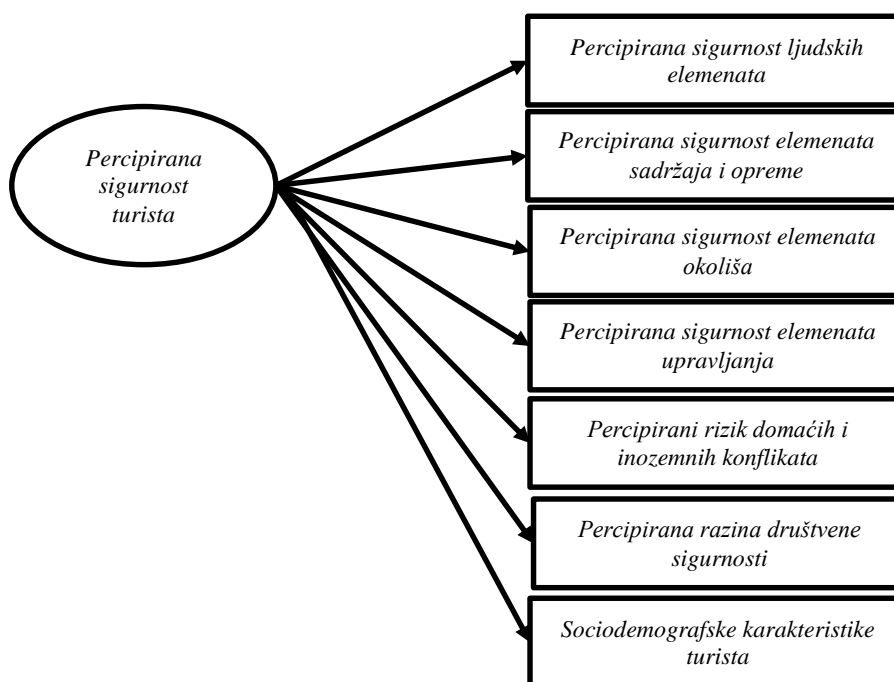 Percipirana
sigurnost
turista
Percipirana sigurnost ljudskih
elemenata
Percipirana sigurnost elemenata
sadržaja i opreme
Percipirana sigurnost elemenata
okoliša
Percipirana sigurnost elemenata
upravljanja
Percipirani rizik domaćih i
inozemnih konflikata
Percipirana razina društvene
sigurnosti
Sociodemografske karakteristike
turista